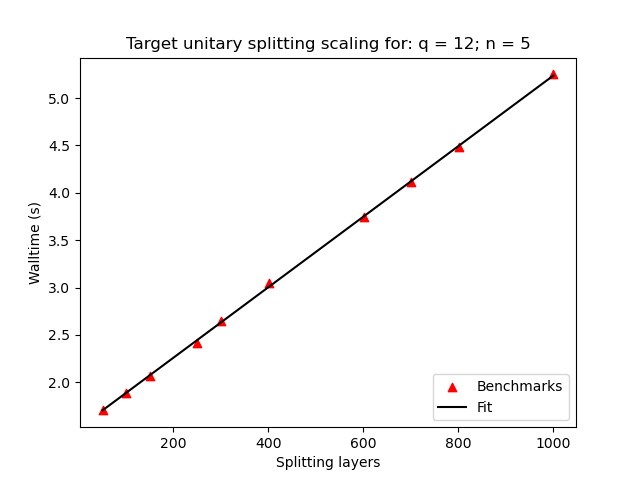 Target unitary splitting scaling for: q = 12; n = 5
Walltime (s)
5.0
4.5
4.0
3.5
3.0
2.5
2.0
Benchmarks
Fit
200 400 600 800 1000
Splitting layers